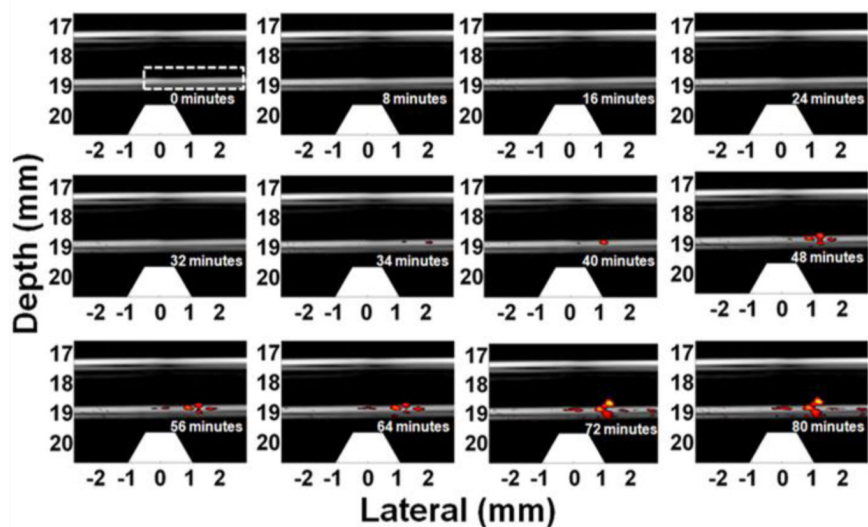 17
18
19
20
0 minutes
-2 -1 0 1 2
17
18
19
20
8 minutes
-2 -1 0 1 2
17
18
19
20
16 minutes
-2 -1 0 1 2
17
18
19
20
24 minutes
-2 -1 0 1 2
17
18
19
20
32 minutes
-2 -1 0 1 2
17
18
19
20
34 minutes
-2 -1 0 1 2
17
18
19
20
40 minutes
-2 -1 0 1 2
17
18
19
20
48 minutes
-2 -1 0 1 2
17
18
19
20
56 minutes
-2 -1 0 1 2
17
18
19
20
64 minutes
-2 -1 0 1 2
17
18
19
20
72 minutes
-2 -1 0 1 2
17
18
19
20
80 minutes
-2 -1 0 1 2
Depth (mm)
Lateral (mm)